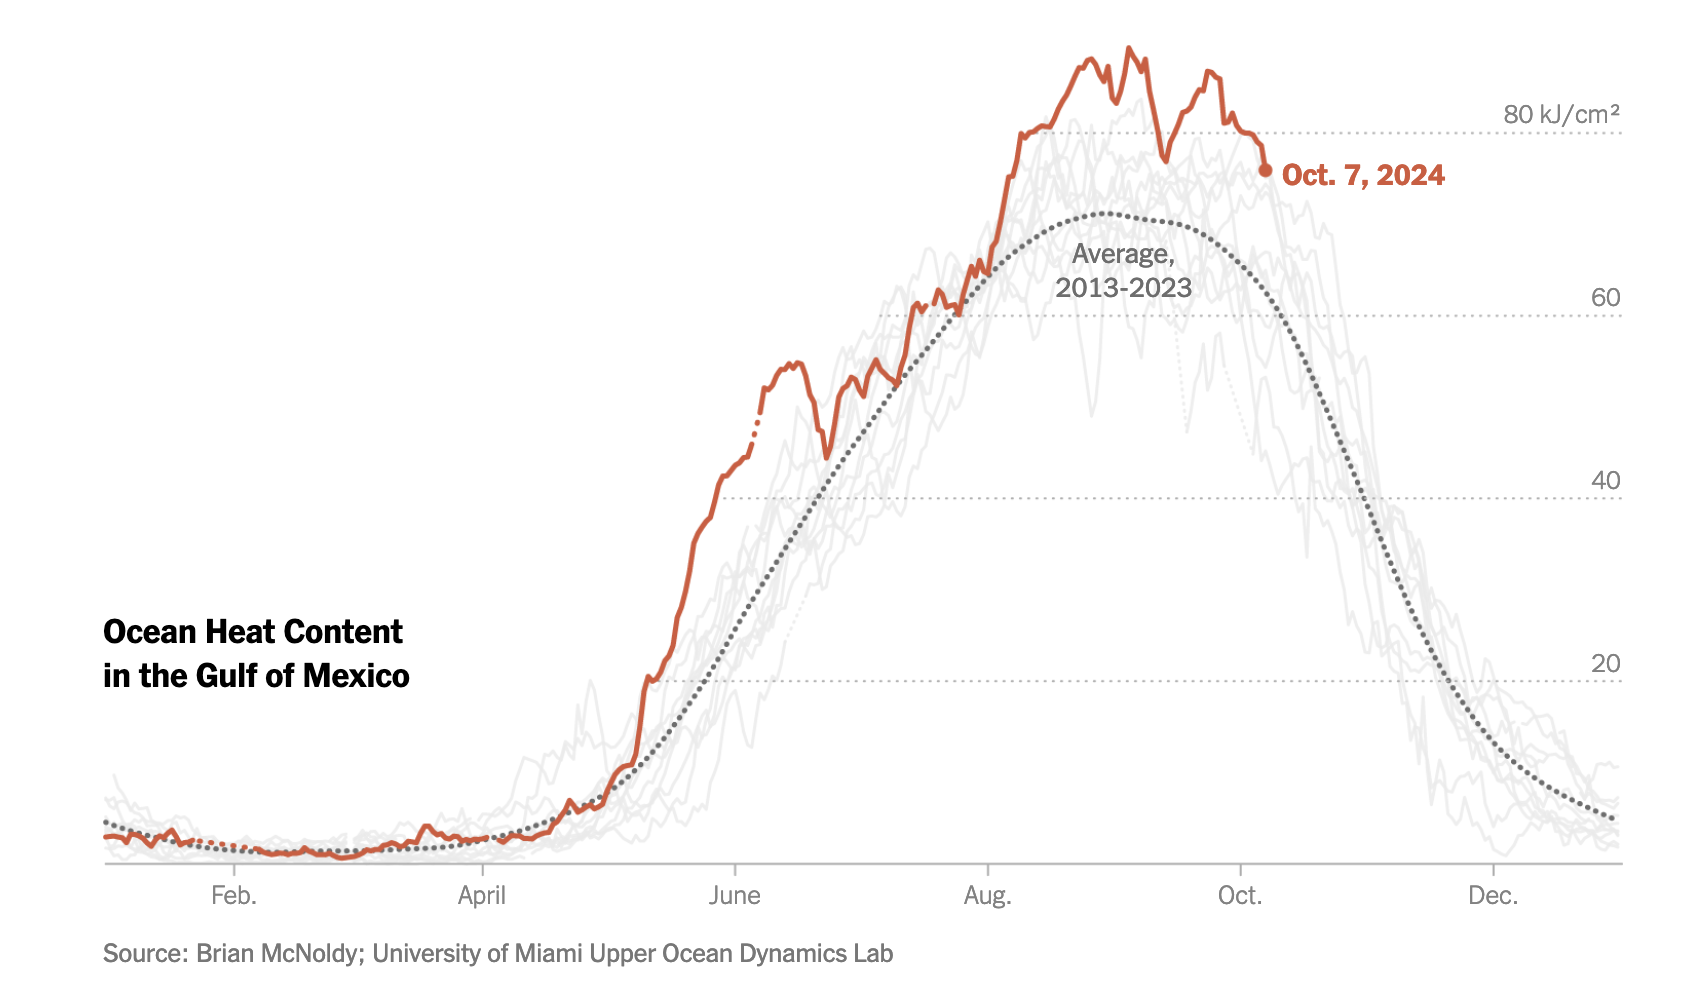 80 kJ/cm²
Oct. 7, 2024
Average,
2013-2023
60
40
Ocean Heat Content
in the Gulf of Mexico
20
Feb.
April
June
Aug.
Oct.
Dec.
Source: Brian McNoldy; University of Miami Upper Ocean Dynamics Lab